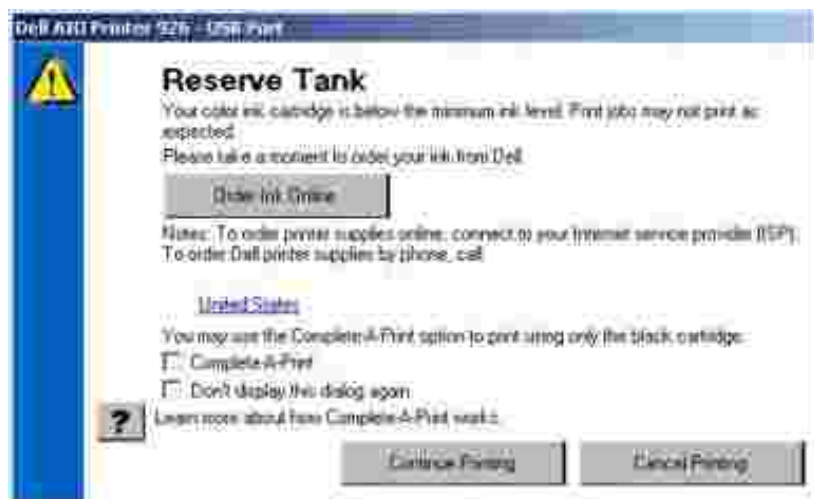 Dell AIO Printer 926 - USB Port
Reserve Tank
Your color ink cartridge is below the minimum ink level. Print jobs may not print as
expected.
Please take a moment to order your ink from Dell.
Order Ink Online
Notes: To order printer supplies online, connect to your Internet service provider (ISP).
To order Dell printer supplies by phone, call:
United States
You may use the Complete-A-Print option to print using only the black cartridge.
Complete-A-Print
Don't display this dialog again
? Learn more about how Complete-A-Print works.
Continue Printing Cancel Printing